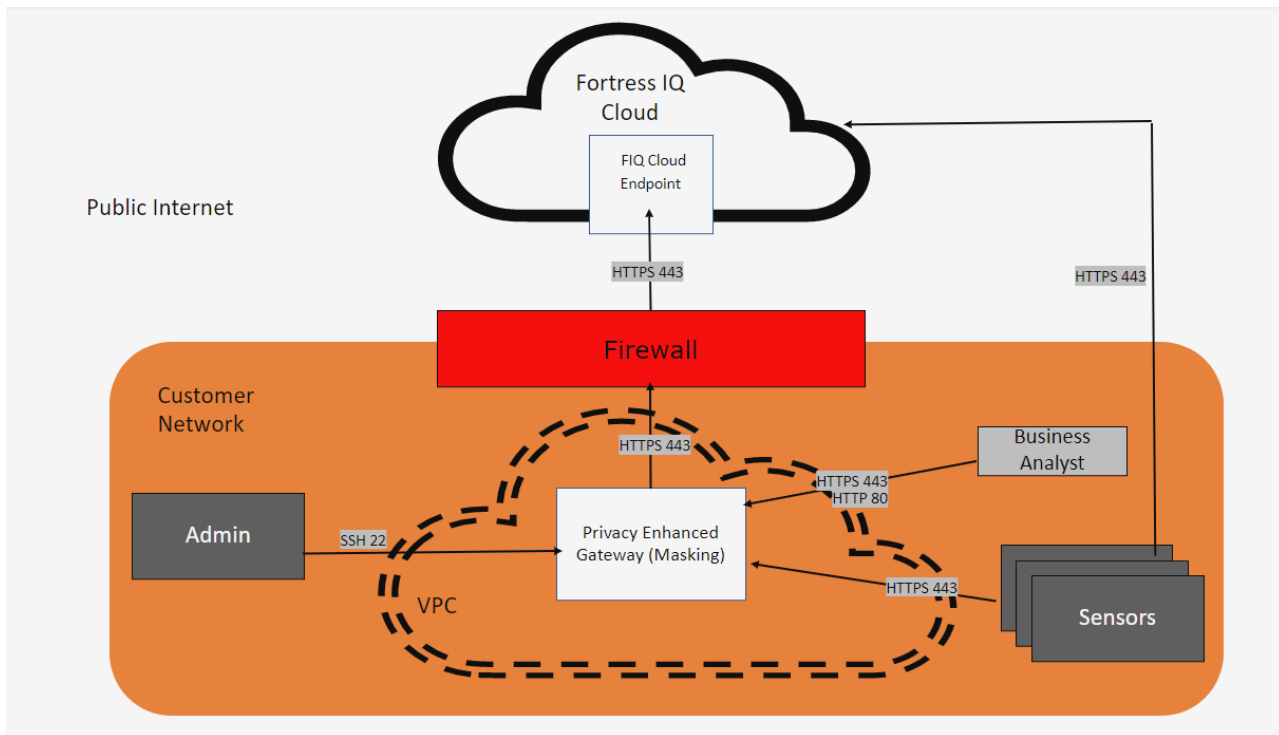 Fortress IQ
Cloud
FIQ Cloud
Endpoint
Public Internet
HTTPS 443
HTTPS 443
Firewall
Customer
Network
HTTPS 443
Business
Analyst
HTTPS 443
HTTP 80
Admin
SSH 22
Privacy Enhanced
Gateway (Masking)
HTTPS 443
VPC
Sensors